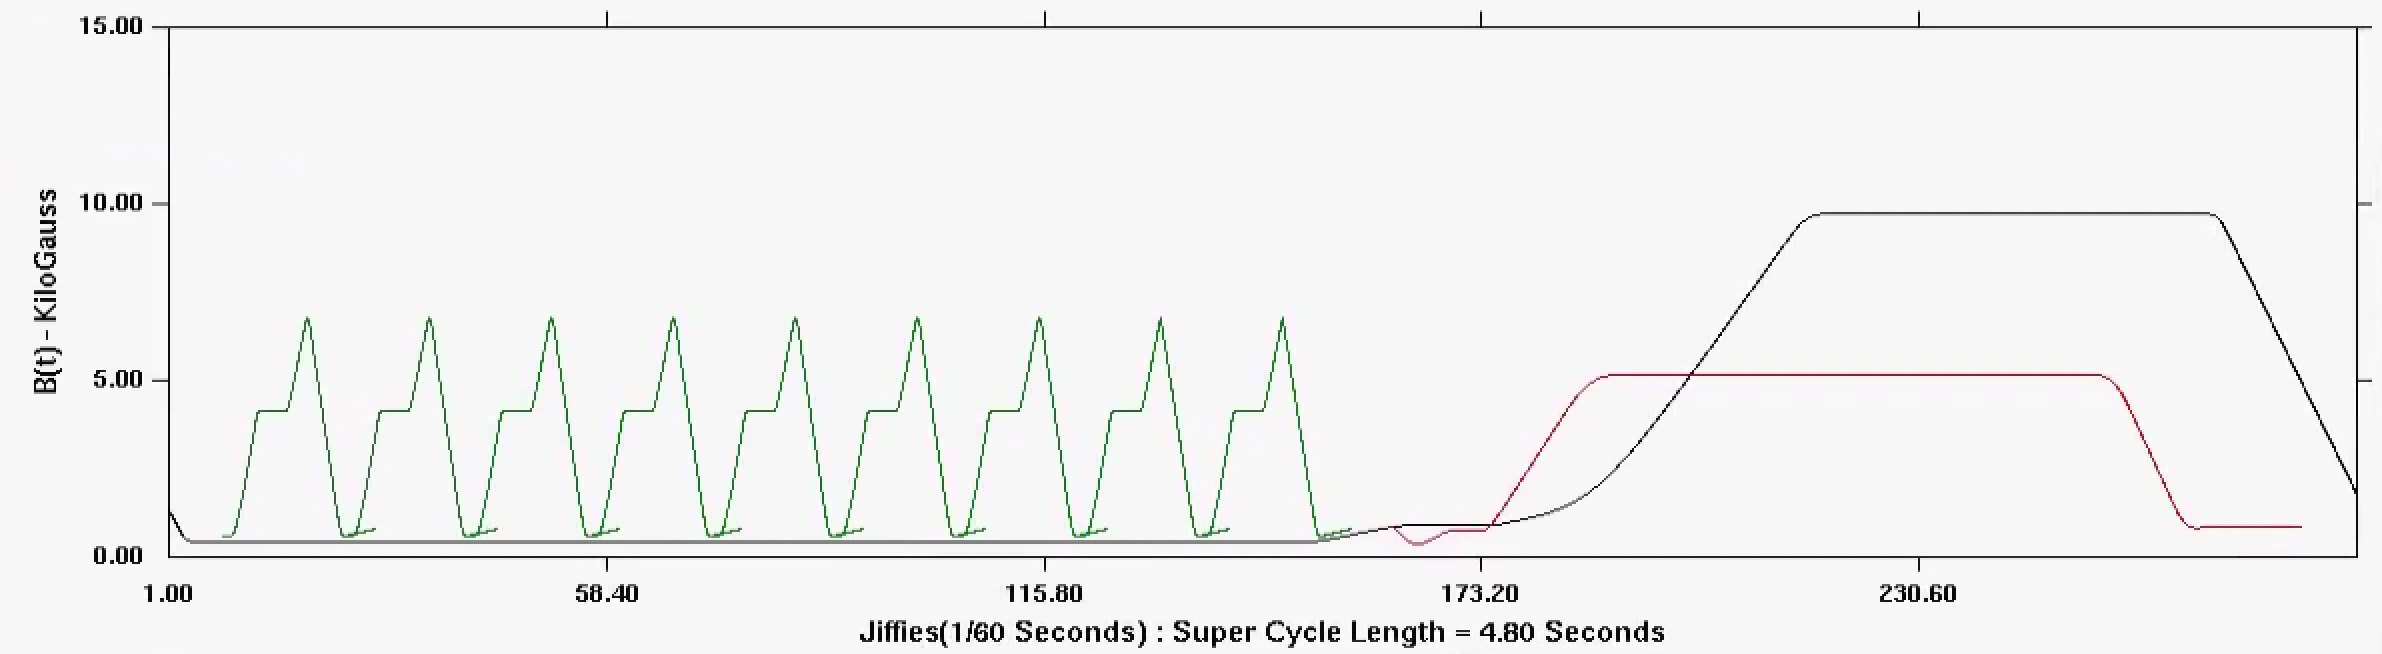 15.00
10.00
5.00
0.00
B(t) - KiloGauss
1.00 58.40 115.80 173.20 230.60
Jiffies(1/60 Seconds) : Super Cycle Length = 4.80 Seconds